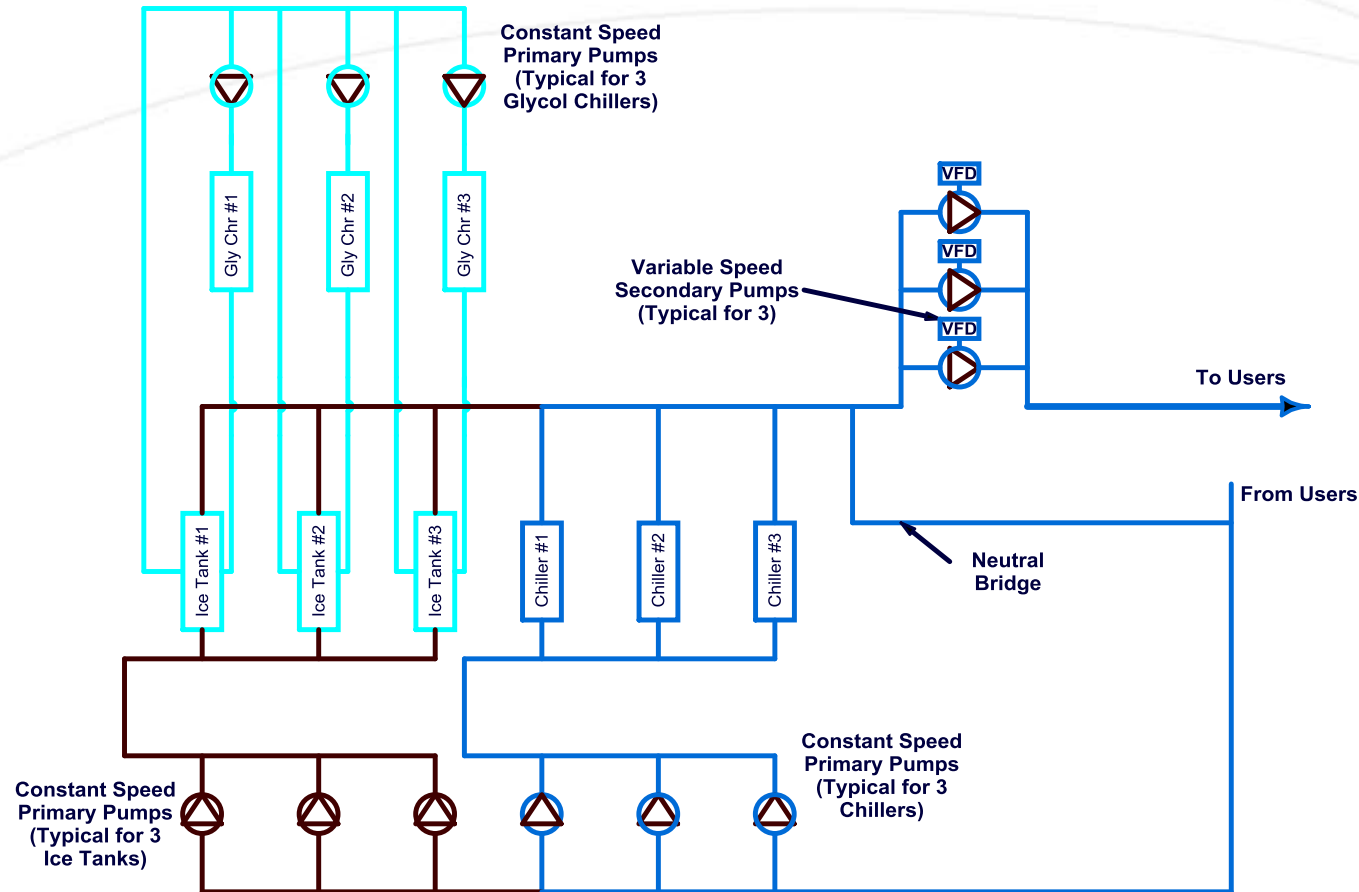 Constant Speed
Primary Pumps
(Typical for 3
Glycol Chillers)
Gly Chr #1
Gly Chr #2
Gly Chr #3
VFD
VFD
VFD
Variable Speed
Secondary Pumps
(Typical for 3)
To Users
From Users
Neutral
Bridge
Ice Tank #1
Ice Tank #2
Ice Tank #3
Chiller #1
Chiller #2
Chiller #3
Constant Speed
Primary Pumps
(Typical for 3
Chillers)
Constant Speed
Primary Pumps
(Typical for 3
Ice Tanks)